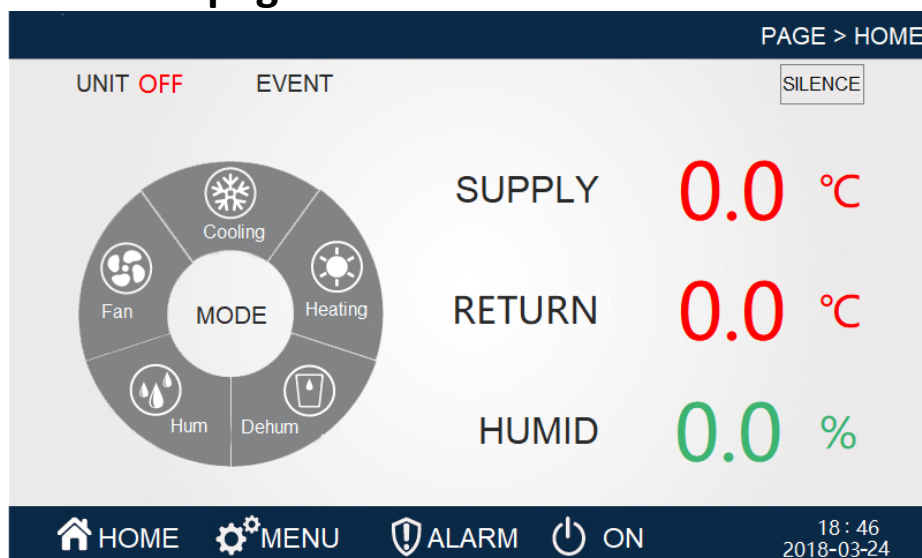 PAGE > HOME
UNIT OFF EVENT SILENCE
SUPPLY 0.0 ℃
Cooling
Fan MODE Heating
RETURN 0.0 ℃
Hum Dehum
HUMID 0.0 %
HOME MENU ALARM ON
18:46
2018-03-24